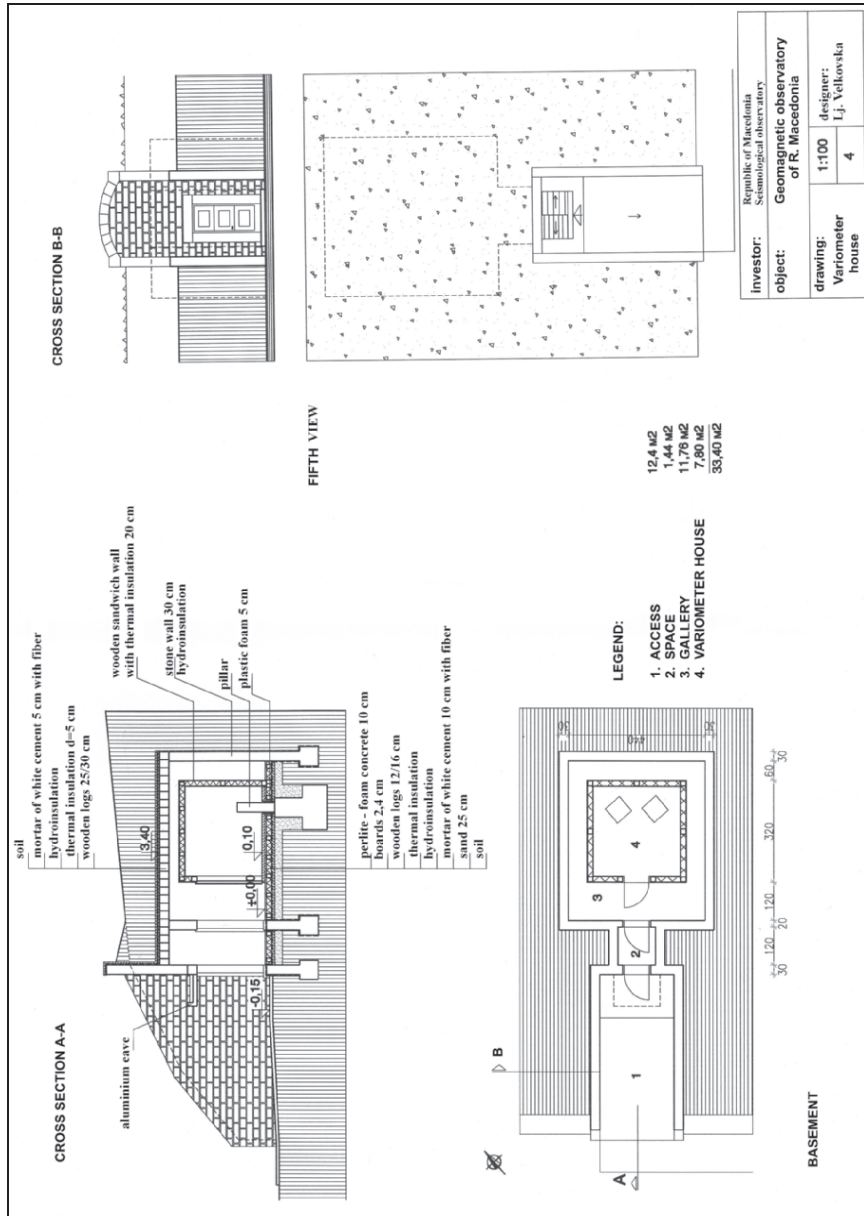 CROSS SECTION A-A
soil
mortar of white cement 5 cm with fiber
hydroinsulation
thermal insulation d=5 cm
wooden logs 25/30 cm
aluminium eave
wooden sandwich wall
with thermal insulation 20 cm
stone wall 30 cm
hydroinsulation
pillar
plastic foam 5 cm
3,40
0,10
±0,00
-0,15
perlite - foam concrete 10 cm
boards 2,4 cm
wooden logs 12/16 cm
thermal insulation
hydroinsulation
mortar of white cement 10 cm with fiber
sand 25 cm
soil
CROSS SECTION B-B
BASEMENT
A
B
1
2
3
4
30
120
20
120
320
60
30
30
440
30
LEGEND:
1. ACCESS
2. SPACE
3. GALLERY
4. VARIOMETER HOUSE
12,4 м2
1,44 м2
11,76 м2
7,80 м2
33,40 м2
FIFTH VIEW
investor:
Republic of Macedonia
Seismological observatory
object:
Geomagnetic observatory
of R. Macedonia
drawing:
Variometer
house
1:100
4
designer:
Lj. Velkovska